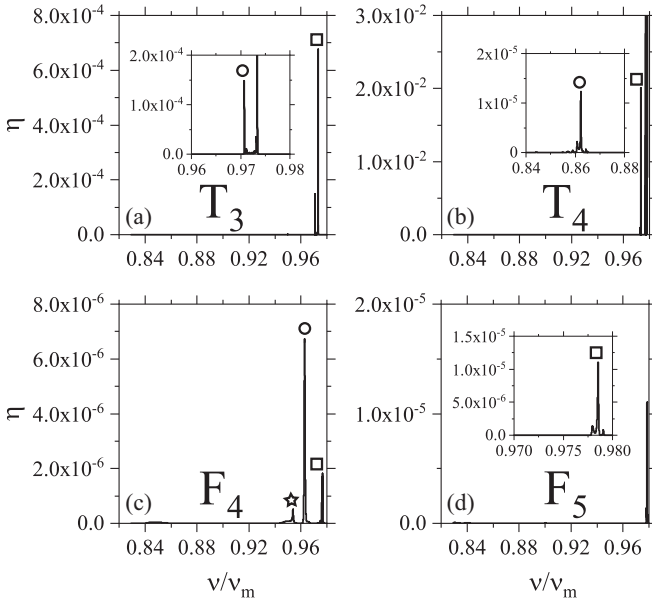 8.0x10⁻⁴
6.0x10⁻⁴
4.0x10⁻⁴
2.0x10⁻⁴
0.0
η
2.0x10⁻⁴
1.0x10⁻⁴
0.0
0.96 0.97 0.98
(a) T₃
0.84 0.88 0.92 0.96
3.0x10⁻²
2.0x10⁻²
1.0x10⁻²
0.0
2x10⁻⁵
1x10⁻⁵
0
0.84 0.86 0.88
(b) T₄
0.84 0.88 0.92 0.96
8.0x10⁻⁶
6.0x10⁻⁶
4.0x10⁻⁶
2.0x10⁻⁶
0.0
η
(c) F₄
0.84 0.88 0.92 0.96
ν/νₘ
2.0x10⁻⁵
1.0x10⁻⁵
0.0
1.5x10⁻⁵
1.0x10⁻⁵
5.0x10⁻⁶
0.0
0.970 0.975 0.980
(d) F₅
0.84 0.88 0.92 0.96
ν/νₘ